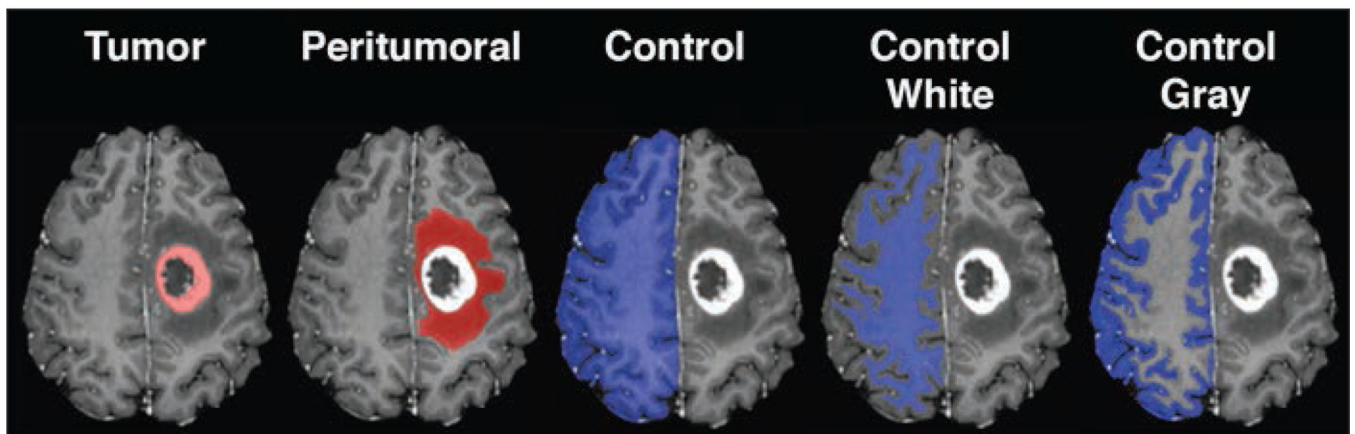 Tumor
Peritumoral
Control
Control
White
Control
Gray